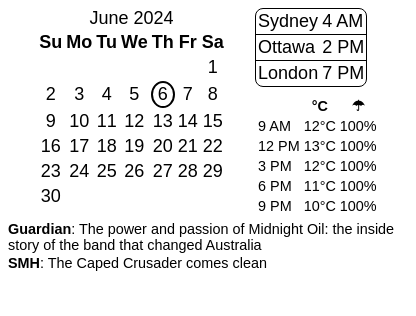 June 2024
Su Mo Tu We Th Fr Sa
1
2 3 4 5 6 7 8
9 10 11 12 13 14 15
16 17 18 19 20 21 22
23 24 25 26 27 28 29
30
Sydney 4 AM
Ottawa 2 PM
London 7 PM
°C ☂
9 AM 12°C 100%
12 PM 13°C 100%
3 PM 12°C 100%
6 PM 11°C 100%
9 PM 10°C 100%
Guardian: The power and passion of Midnight Oil: the inside
story of the band that changed Australia
SMH: The Caped Crusader comes clean